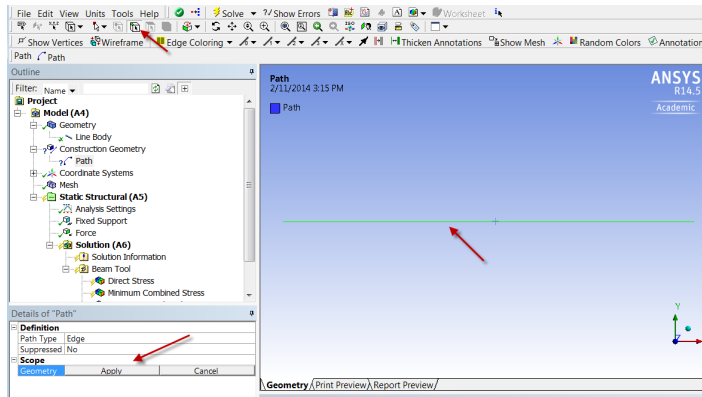 File Edit View Units Tools Help Solve ?/ Show Errors Worksheet
Show Vertices Wireframe Edge Coloring Thicken Annotations Show Mesh Random Colors Annotation
Path Path
Outline
Filter: Name
Project
Model (A4)
Geometry
Line Body
Construction Geometry
Path
Coordinate Systems
Mesh
Static Structural (A5)
Analysis Settings
Fixed Support
Force
Solution (A6)
Solution Information
Beam Tool
Direct Stress
Minimum Combined Stress
Details of "Path"
Definition
Path Type Edge
Suppressed No
Scope
Geometry Apply Cancel
Path
2/11/2014 3:15 PM
Path
ANSYS
R14.5
Academic
Y
Z
Geometry Print Preview Report Preview